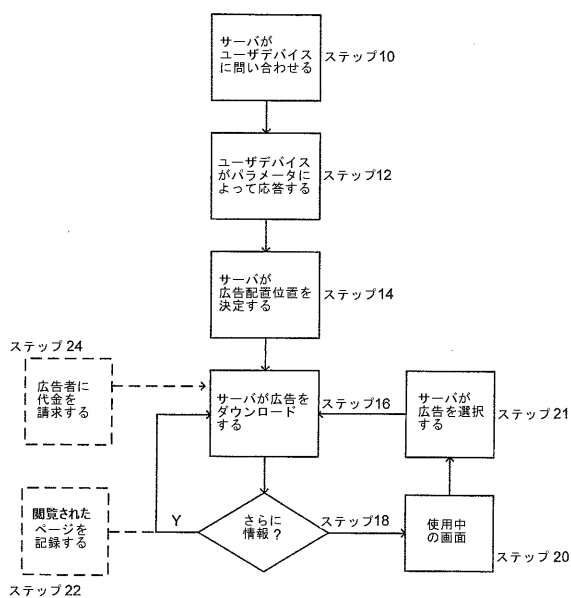 サーバが
ユーザデバイス
に問い合わせる
ステップ10
ユーザデバイス
がパラメータに
よって応答する
ステップ12
サーバが
広告配置位置を
決定する
ステップ14
ステップ24
広告者に
代金を
請求する
サーバが広告を
ダウンロード
する
ステップ16
サーバが
広告を選択
する
ステップ21
閲覧された
ページを
記録する
ステップ22
Y
さらに
情報？
ステップ18
使用中
の画面
ステップ20